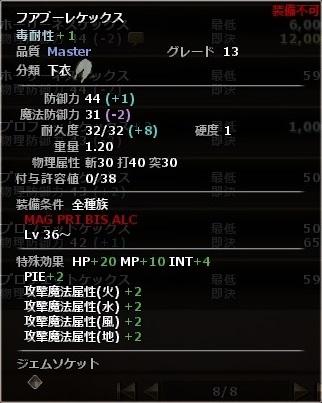 フアプーレケックス
装備不可
毒耐性+1
品質 Master グレード 13
分類 下衣
防御力 44 (+1)
魔法防御力 31 (-2)
耐久度 32/32 (+8) 硬度 1
重量 1.20
物理属性 斬30 打40 突30
付与許容値 0/38
装備条件 全種族
MAG PRI BIS ALC
Lv 36～
特殊効果 HP+20 MP+10 INT+4
PIE+2
攻撃魔法属性(火) +2
攻撃魔法属性(水) +2
攻撃魔法属性(風) +2
攻撃魔法属性(地) +2
ジェムソケット
8/8